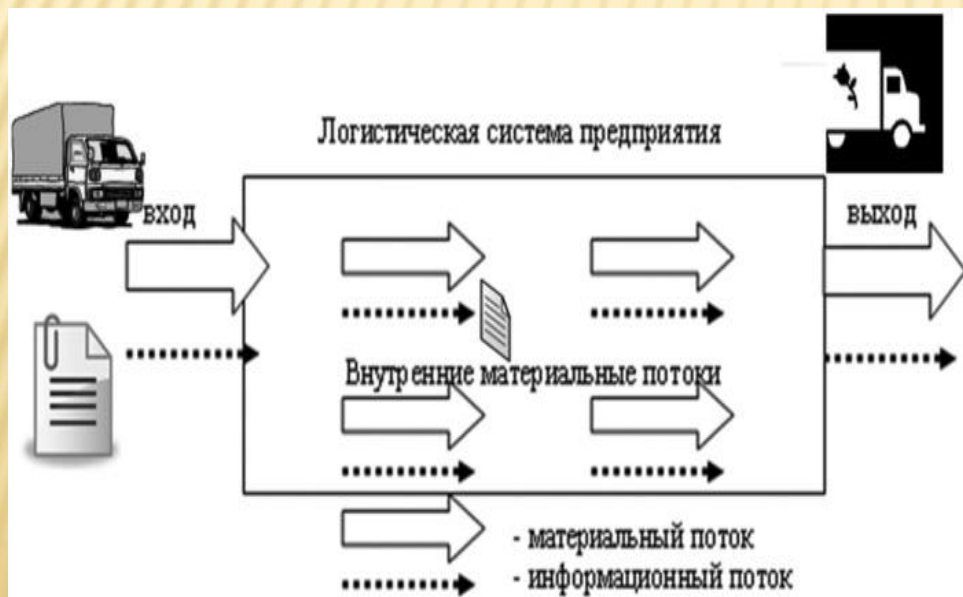 Логистическая система предприятия
вход
выход
Внутренние материальные потоки
- материальный поток
- информационный поток